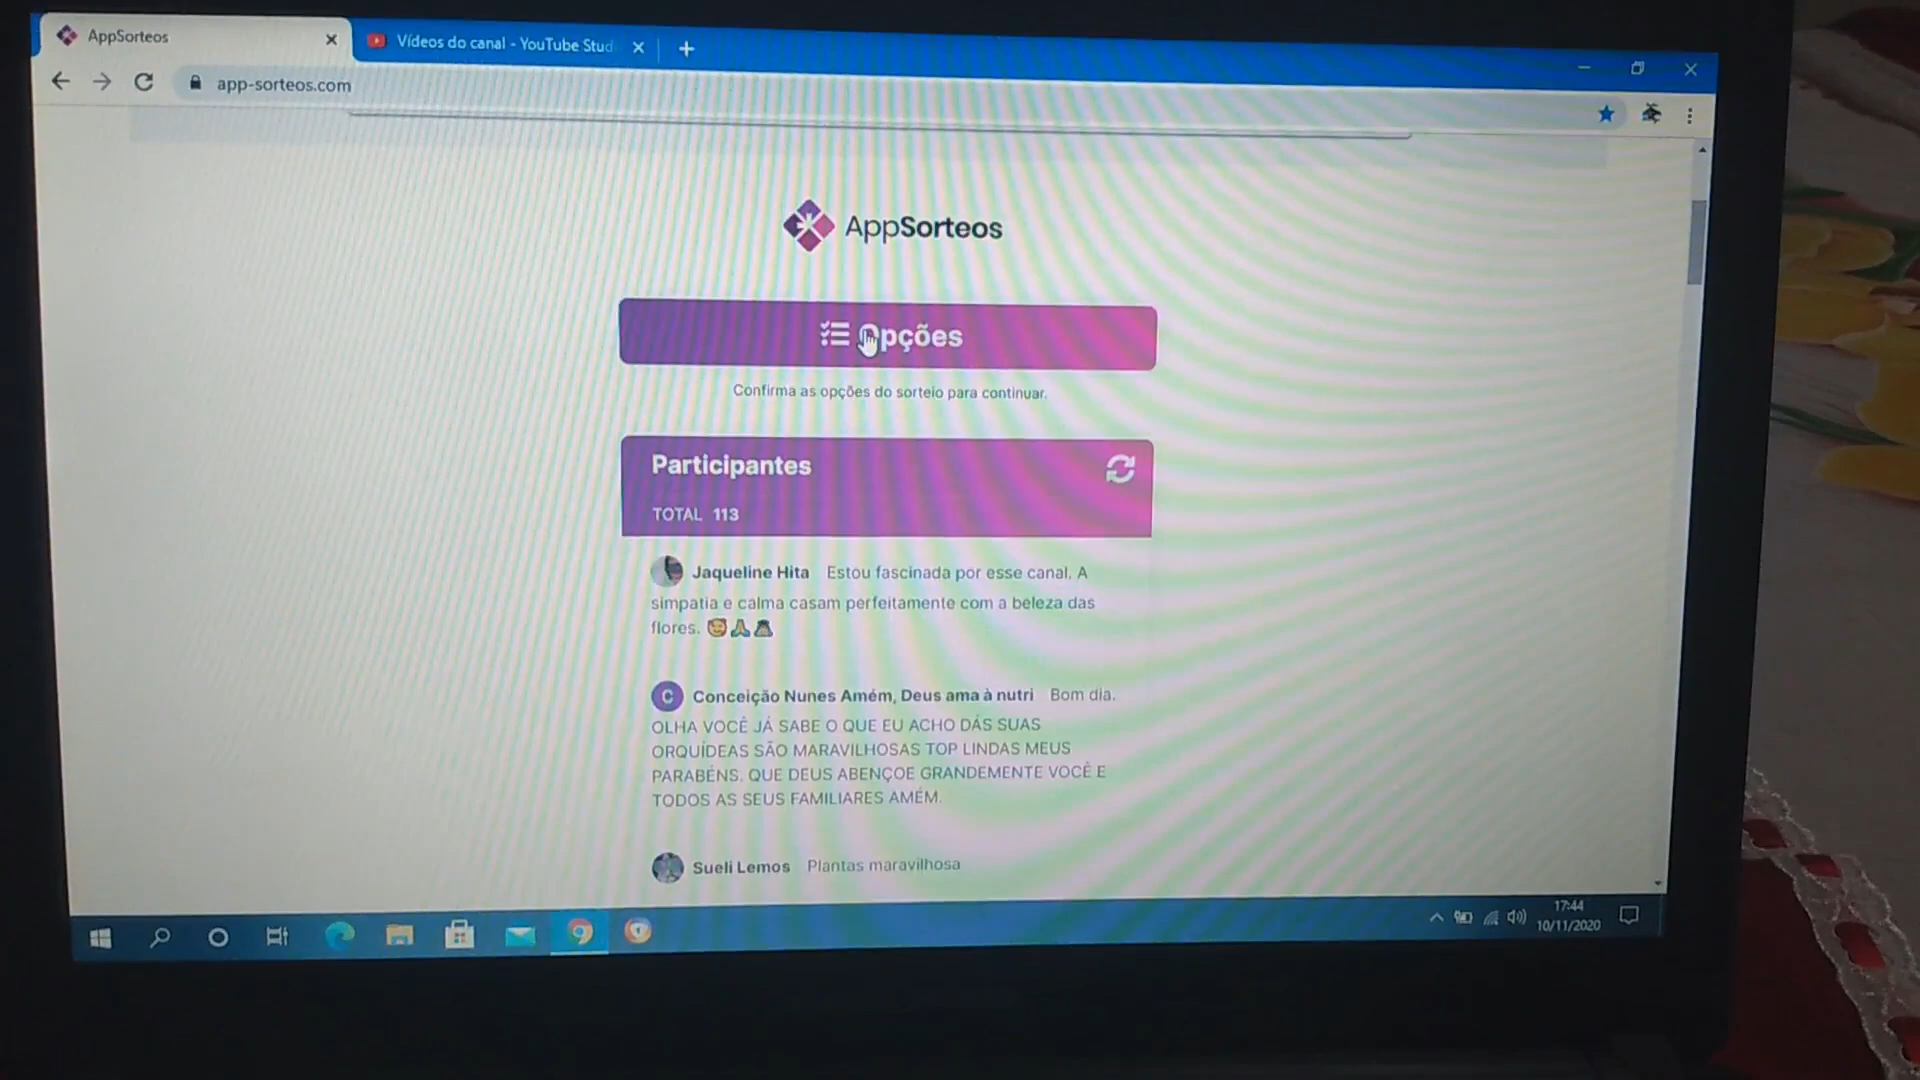 AppSorteos
Vídeos do canal - YouTube Stud
app-sorteos.com
AppSorteos
Opções
Confirma as opções do sorteio para continuar.
Participantes
TOTAL 113
Jaqueline Hita Estou fascinada por esse canal. A
simpatia e calma casam perfeitamente com a beleza das
flores.
C Conceição Nunes Amém, Deus ama à nutri Bom dia.
OLHA VOCÊ JÁ SABE O QUE EU ACHO DAS SUAS
ORQUÍDEAS SÃO MARAVILHOSAS TOP LINDAS MEUS
PARABÉNS. QUE DEUS ABENÇOE GRANDEMENTE VOCÊ E
TODOS AS SEUS FAMILIARES AMÉM.
Sueli Lemos Plantas maravilhosa
17:44
10/11/2020